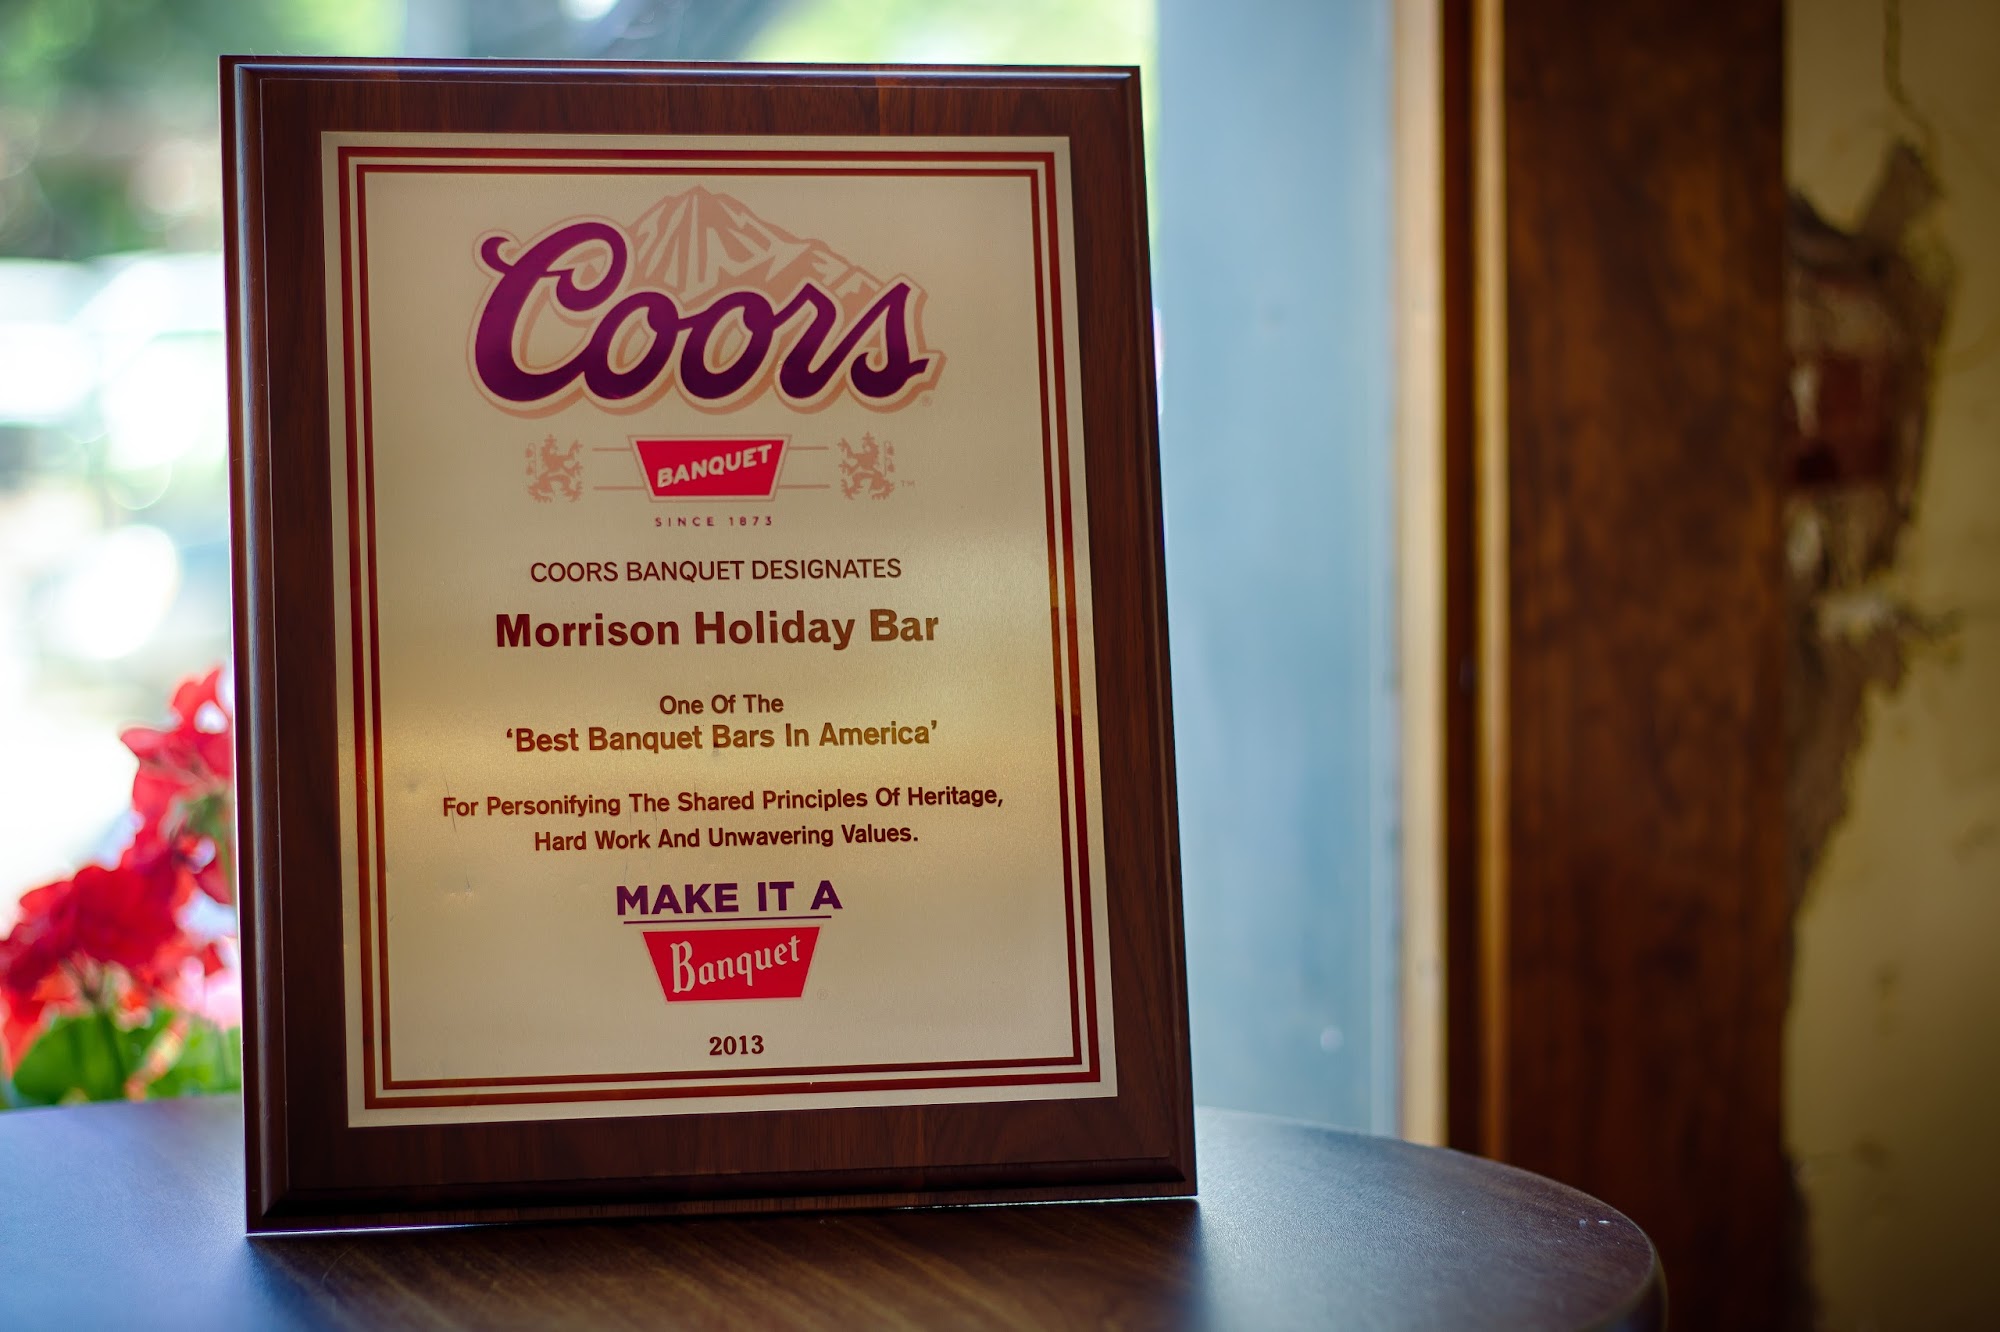 Coors
BANQUET
TM
SINCE 1873
COORS BANQUET DESIGNATES
Morrison Holiday Bar
One Of The
‘Best Banquet Bars In America’
For Personifying The Shared Principles Of Heritage,
Hard Work And Unwavering Values.
MAKE IT A
Banquet
2013